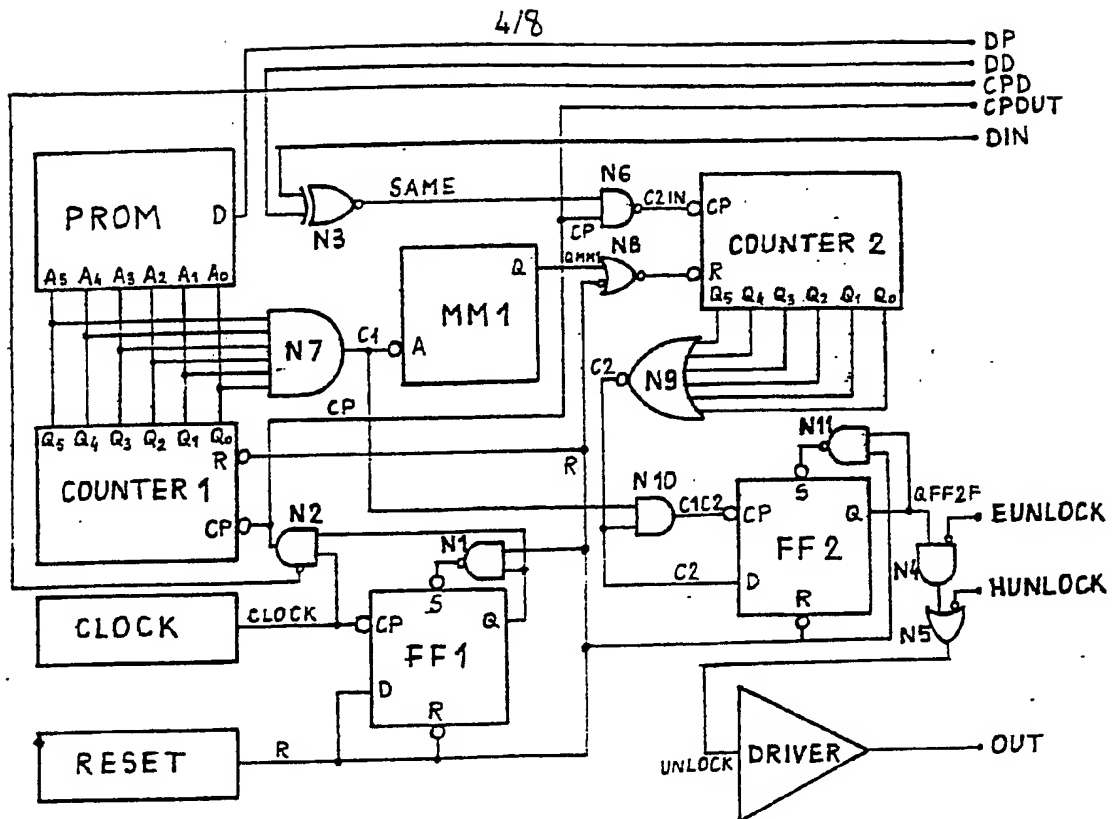 4/8
DP
DD
CPD
CPOUT
DIN
PROM
D
A5 A4 A3 A2 A1 A0
N3
SAME
N6
C2IN
CP
CP
COUNTER 2
N8
QMM1
R
Q5 Q4 Q3 Q2 Q1 Q0
Q
MM1
A
N7
C1
C2
N9
CP
Q5 Q4 Q3 Q2 Q1 Q0
R
COUNTER 1
CP
R
N2
N1
N10
C1C2
C2
N11
S
CP
Q
FF2
D
R
QFF2F
EUNLOCK
N4
HUNLOCK
N5
CLOCK
CLOCK
S
CP
Q
FF1
D
R
RESET
R
UNLOCK
DRIVER
OUT